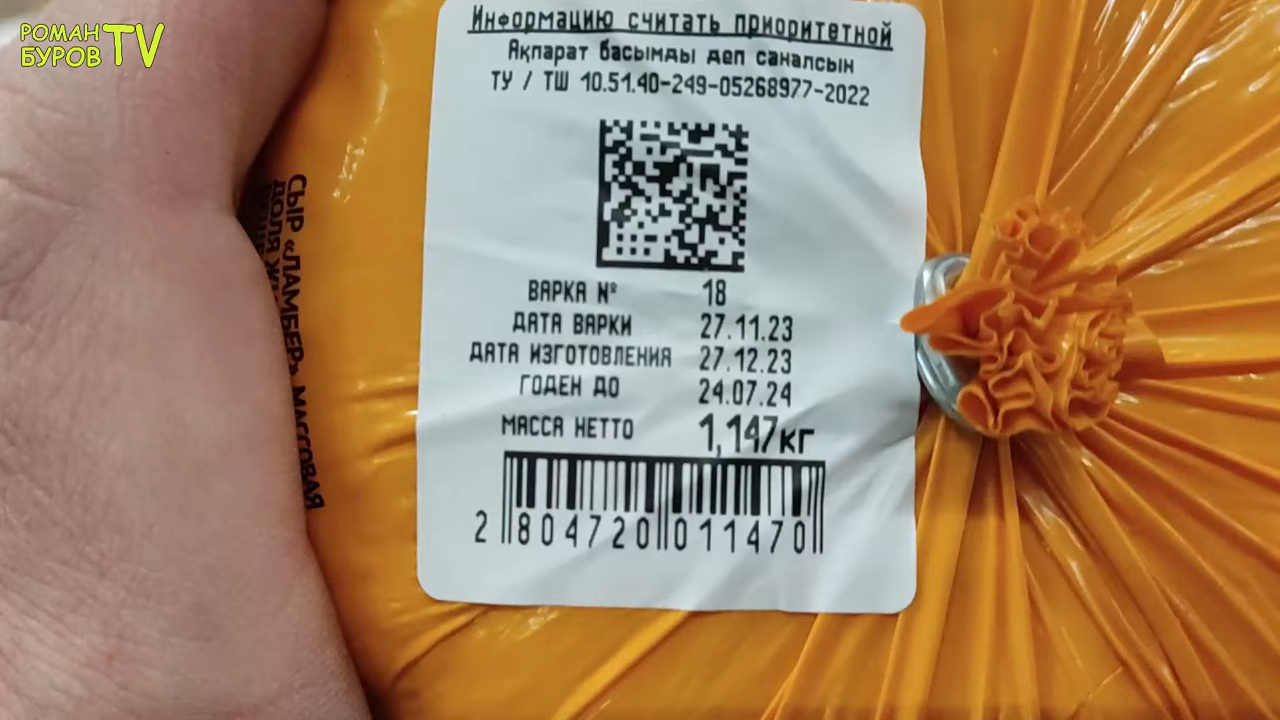 РОМАН
БУРОВ TV
Информацию считать приоритетной
Ақпарат басымды деп саналсын
ТУ / ТШ 10.51.40-249-05268977-2022
ВАРКА № 18
ДАТА ВАРКИ 27.11.23
ДАТА ИЗГОТОВЛЕНИЯ 27.12.23
ГОДЕН ДО 24.07.24
МАССА НЕТТО 1,147кг
2 804720 011470
СЫР «ЛАМБЕР» МАССОВАЯ
ДОЛЯ